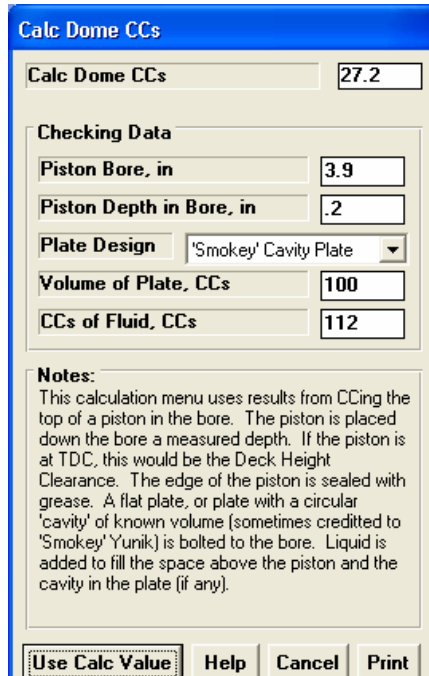 Calc Dome CCs
Calc Dome CCs 27.2
Checking Data
Piston Bore, in 3.9
Piston Depth in Bore, in .2
Plate Design 'Smokey' Cavity Plate
Volume of Plate, CCs 100
CCs of Fluid, CCs 112
Notes:
This calculation menu uses results from CCing the
top of a piston in the bore. The piston is placed
down the bore a measured depth. If the piston is
at TDC, this would be the Deck Height
Clearance. The edge of the piston is sealed with
grease. A flat plate, or plate with a circular
'cavity' of known volume (sometimes creditted to
'Smokey' Yunik) is bolted to the bore. Liquid is
added to fill the space above the piston and the
cavity in the plate (if any).
Use Calc Value Help Cancel Print